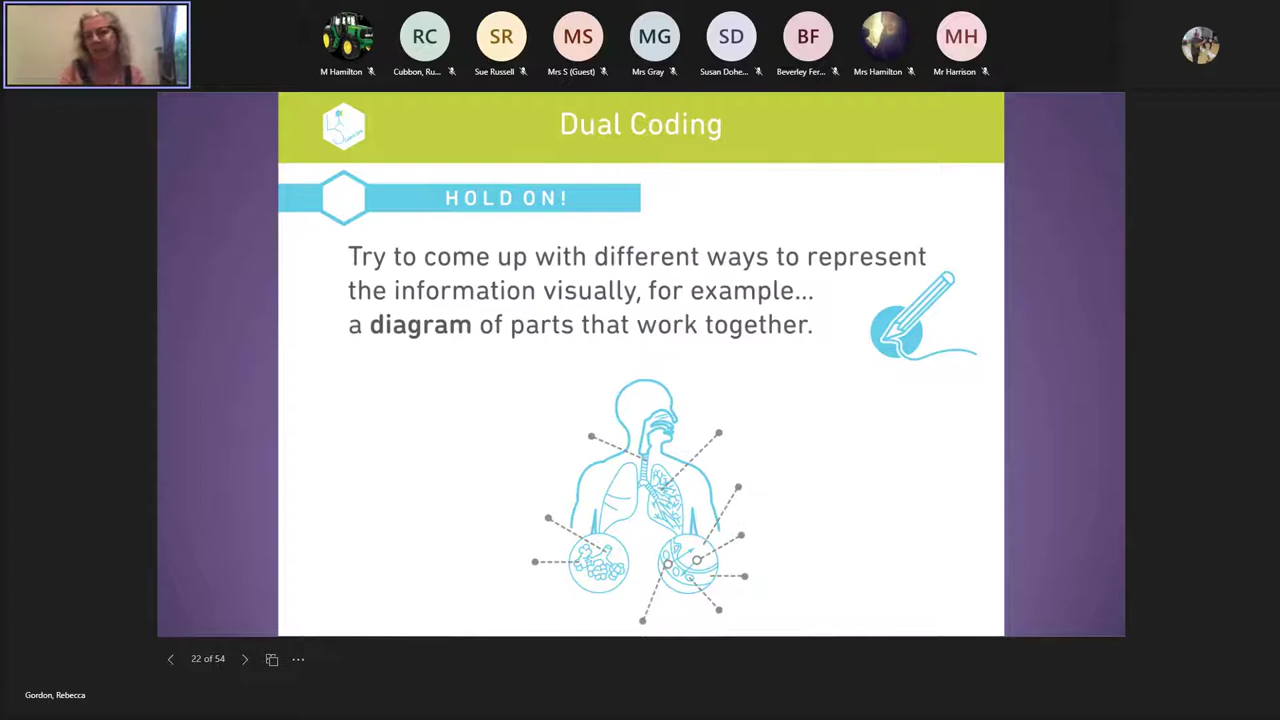 RC
SR
MS
MG
SD
BF
MH
M Hamilton
Cubbon, Ru...
Sue Russell
Mrs S (Guest)
Mrs Gray
Susan Dohe...
Beverley Fer...
Mrs Hamilton
Mr Harrison
Dual Coding
HOLD ON!
Try to come up with different ways to represent
the information visually, for example...
a diagram of parts that work together.
22 of 54
Gordon, Rebecca